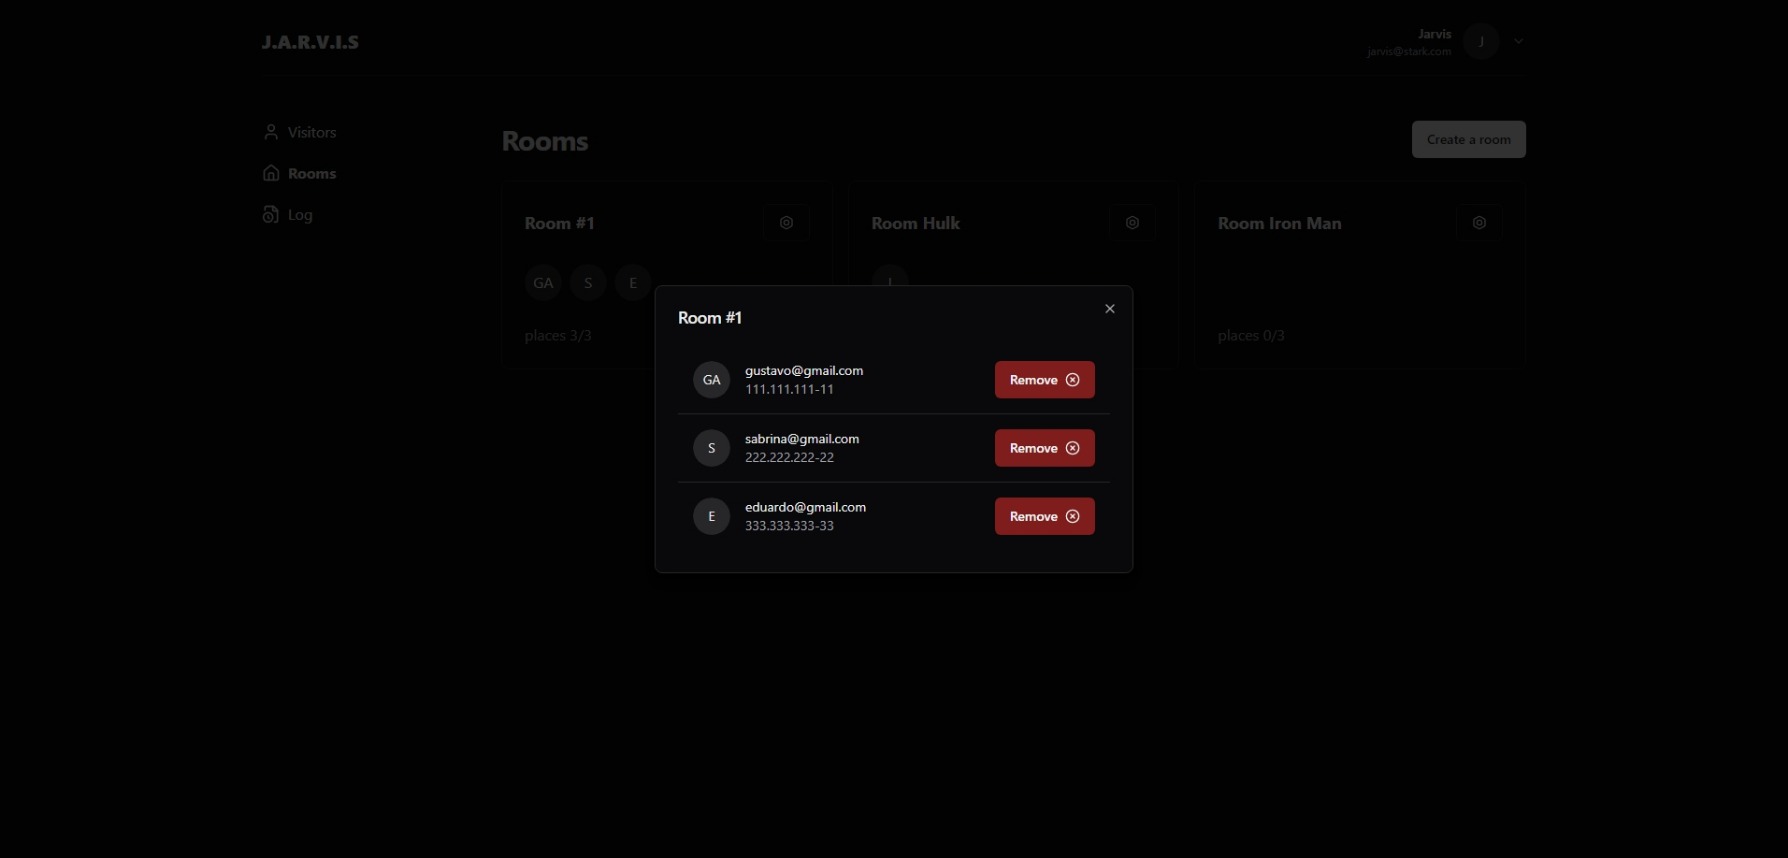 J.A.R.V.I.S
Jarvis
jarvis@stark.com
J
Visitors
Rooms
Log
Rooms
Create a room
Room #1
GA S E
places 3/3
Room Hulk
Room Iron Man
places 0/3
Room #1
GA
gustavo@gmail.com
111.111.111-11
Remove
S
sabrina@gmail.com
222.222.222-22
Remove
E
eduardo@gmail.com
333.333.333-33
Remove